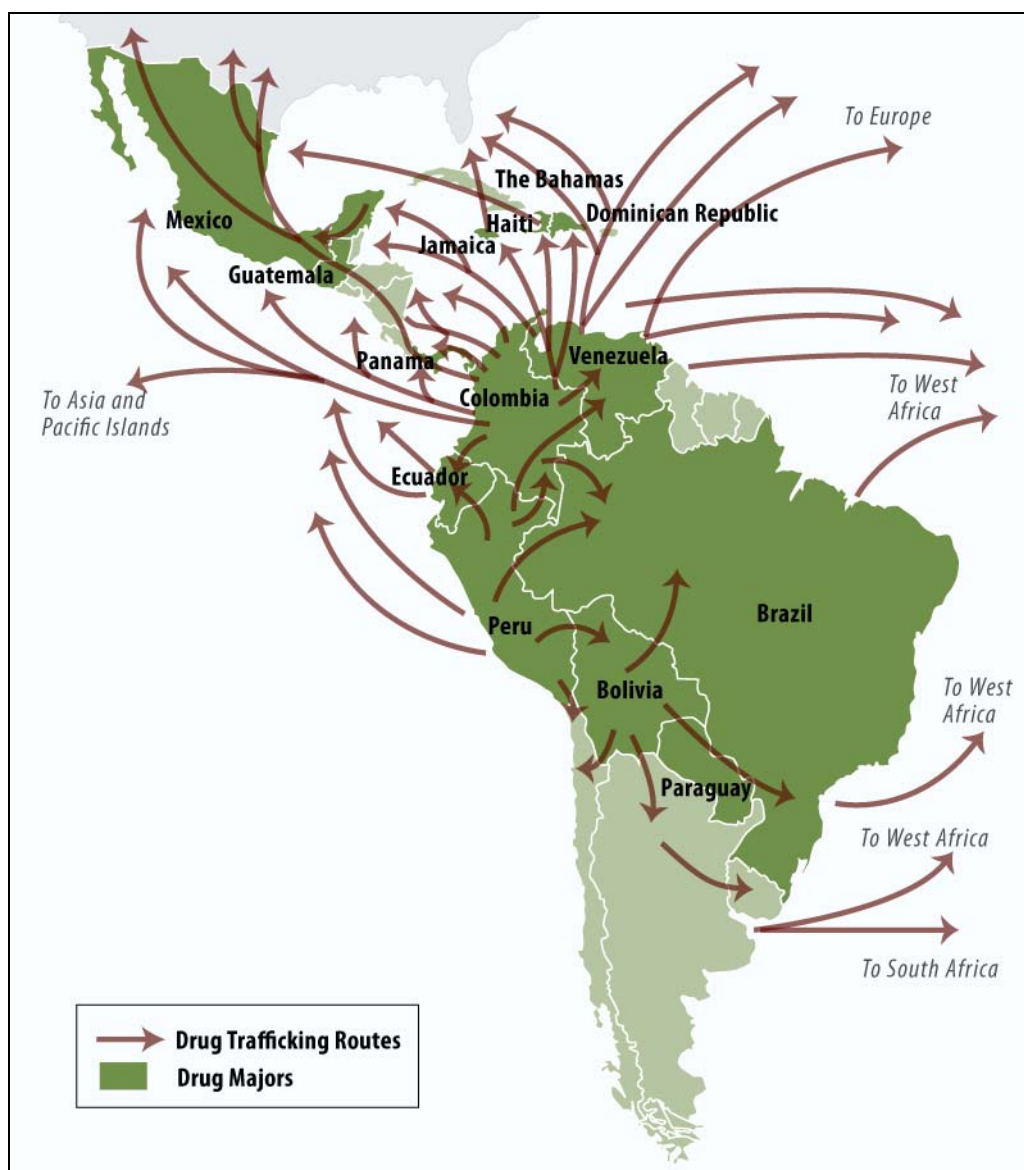 To Europe
The Bahamas
Dominican Republic
Haiti
Mexico
Jamaica
Guatemala
Panama
Venezuela
Colombia
To Asia and
Pacific Islands
To West
Africa
Ecuador
Brazil
Peru
Bolivia
To West
Africa
Paraguay
To West Africa
To South Africa
Drug Trafficking Routes
Drug Majors